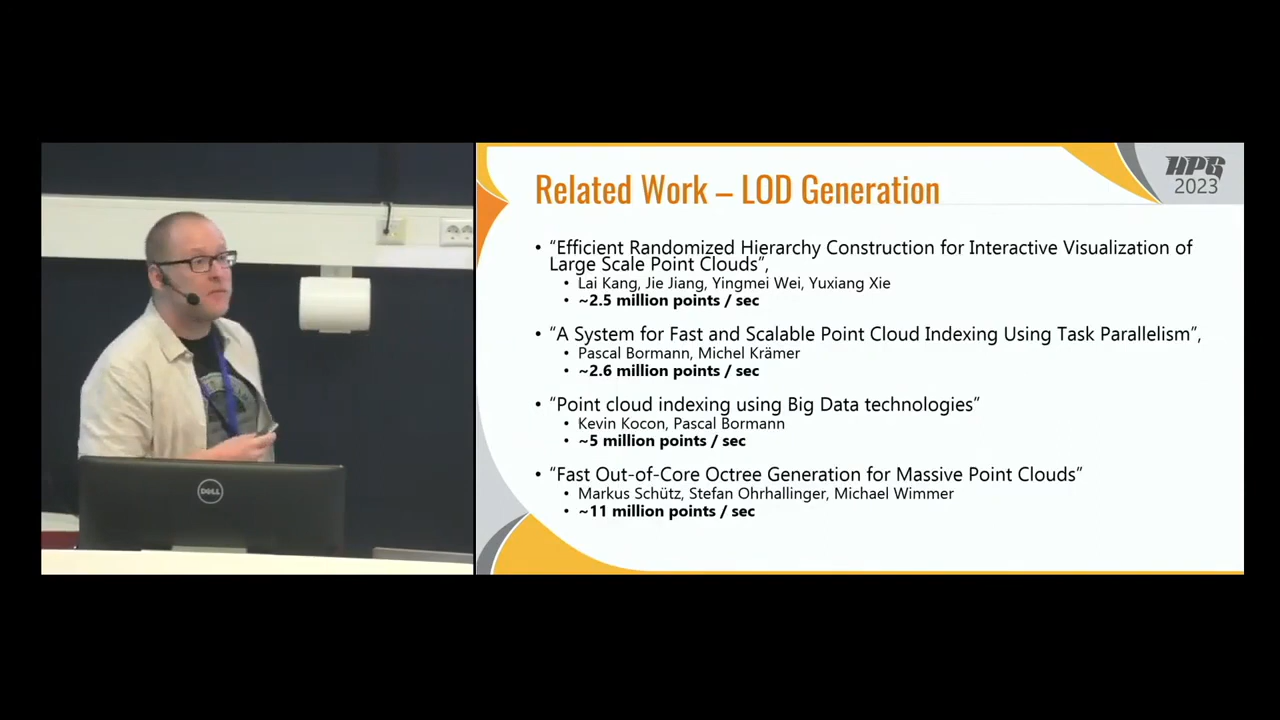 HPG
2023
Related Work – LOD Generation
• “Efficient Randomized Hierarchy Construction for Interactive Visualization of
Large Scale Point Clouds”,
• Lai Kang, Jie Jiang, Yingmei Wei, Yuxiang Xie
• ~2.5 million points / sec
• “A System for Fast and Scalable Point Cloud Indexing Using Task Parallelism”,
• Pascal Bormann, Michel Krämer
• ~2.6 million points / sec
• “Point cloud indexing using Big Data technologies”
• Kevin Kocon, Pascal Bormann
• ~5 million points / sec
• “Fast Out-of-Core Octree Generation for Massive Point Clouds”
• Markus Schütz, Stefan Ohrhallinger, Michael Wimmer
• ~11 million points / sec
DELL